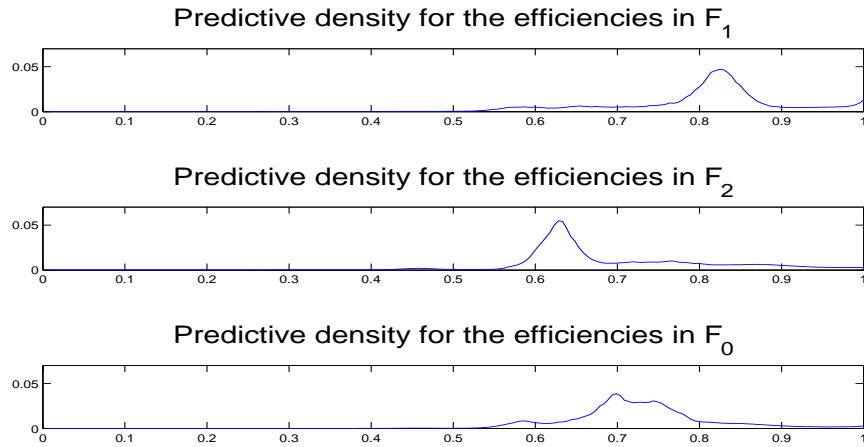 Predictive density for the efficiencies in F₁
0.05
0
0 0.1 0.2 0.3 0.4 0.5 0.6 0.7 0.8 0.9 1
Predictive density for the efficiencies in F₂
0.05
0
0 0.1 0.2 0.3 0.4 0.5 0.6 0.7 0.8 0.9 1
Predictive density for the efficiencies in F₀
0.05
0
0 0.1 0.2 0.3 0.4 0.5 0.6 0.7 0.8 0.9 1